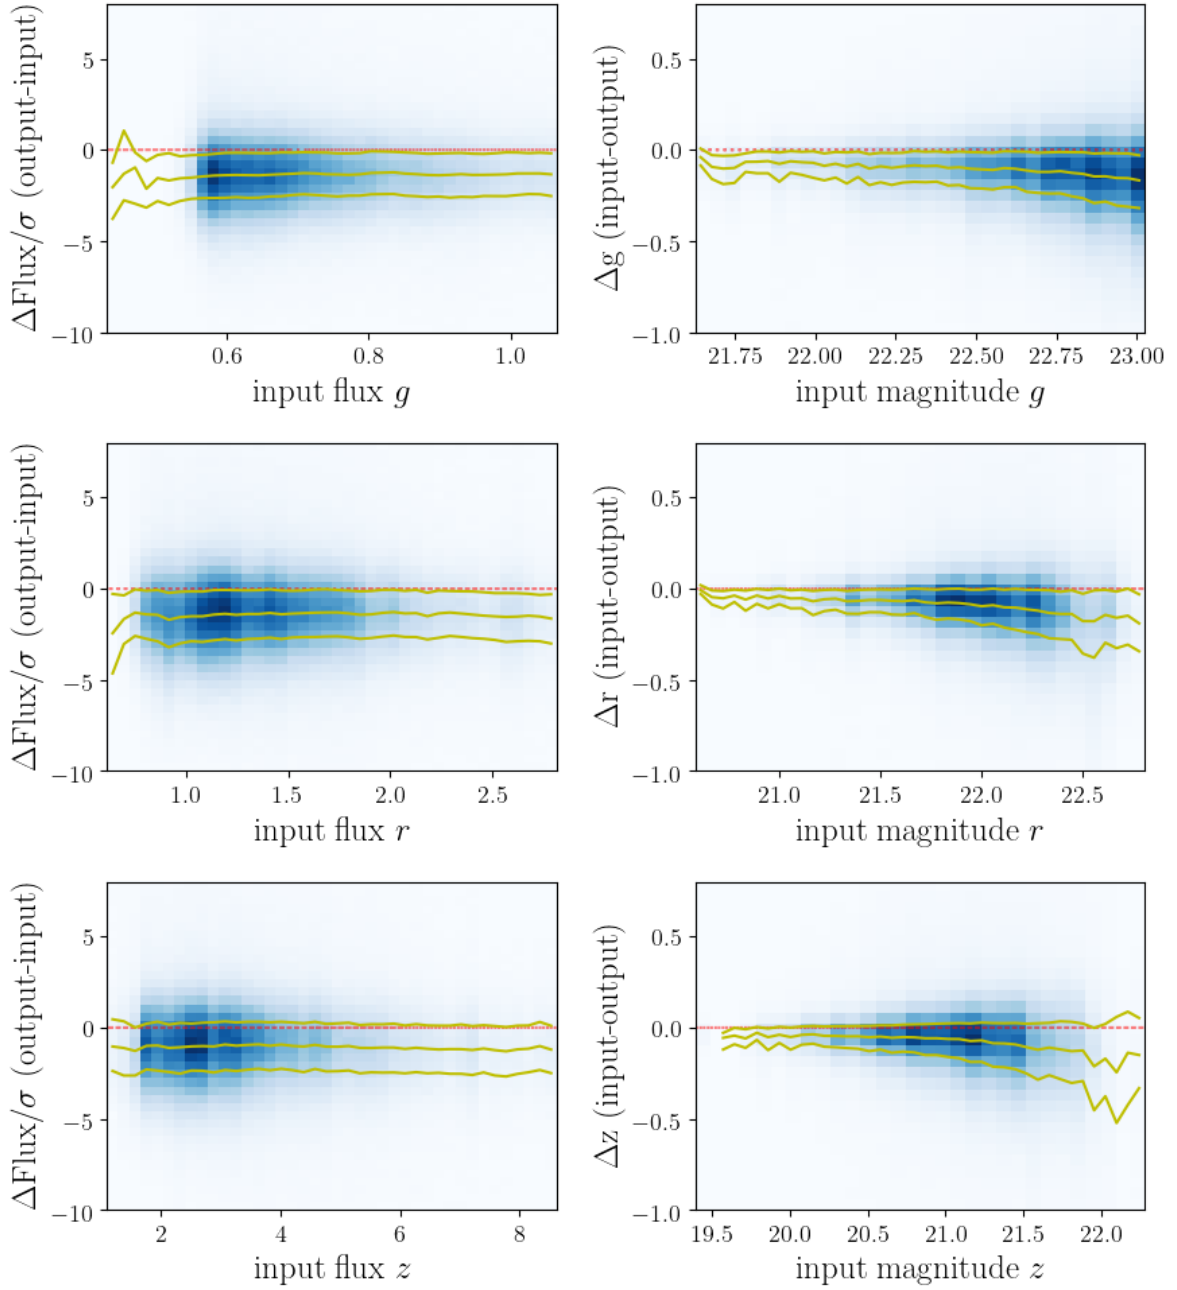 ΔFlux/σ (output-input)
5
0
−5
−10
0.6 0.8 1.0
input flux g
Δg (input-output)
0.5
0.0
−0.5
−1.0
21.75 22.00 22.25 22.50 22.75 23.00
input magnitude g
ΔFlux/σ (output-input)
5
0
−5
−10
1.0 1.5 2.0 2.5
input flux r
Δr (input-output)
0.5
0.0
−0.5
−1.0
21.0 21.5 22.0 22.5
input magnitude r
ΔFlux/σ (output-input)
5
0
−5
−10
2 4 6 8
input flux z
Δz (input-output)
0.5
0.0
−0.5
−1.0
19.5 20.0 20.5 21.0 21.5 22.0
input magnitude z